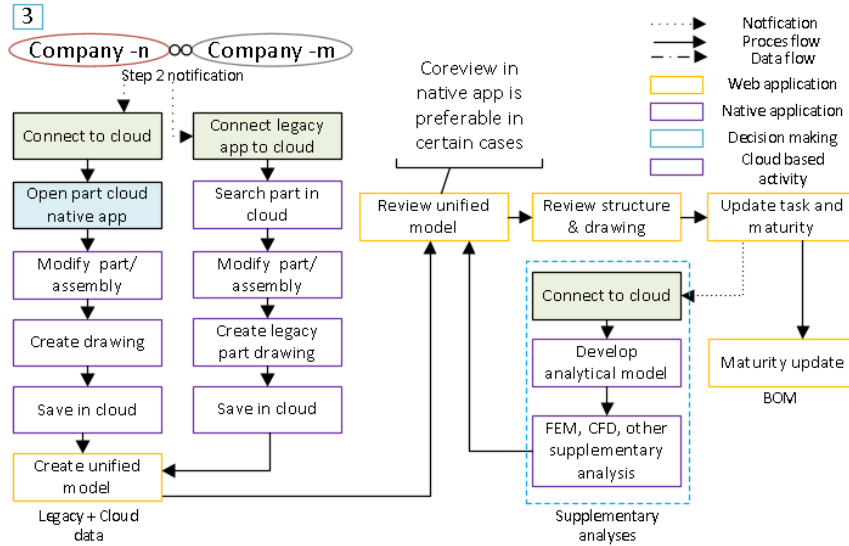 3
Company -n
Company -m
Step 2 notification
Connect to cloud
Open part cloud
native app
Modify part/
assembly
Create drawing
Save in cloud
Create unified
model
Legacy + Cloud
data
Connect legacy
app to cloud
Search part in
cloud
Modify part/
assembly
Create legacy
part drawing
Save in cloud
Coreview in
native app is
preferable in
certain cases
Review unified
model
Review structure
& drawing
Update task and
maturity
Connect to cloud
Develop
analytical model
FEM, CFD, other
supplementary
analysis
Supplementary
analyses
Maturity update
BOM
Notfication
Proces flow
Data flow
Web application
Native application
Decision making
Cloud based
activity